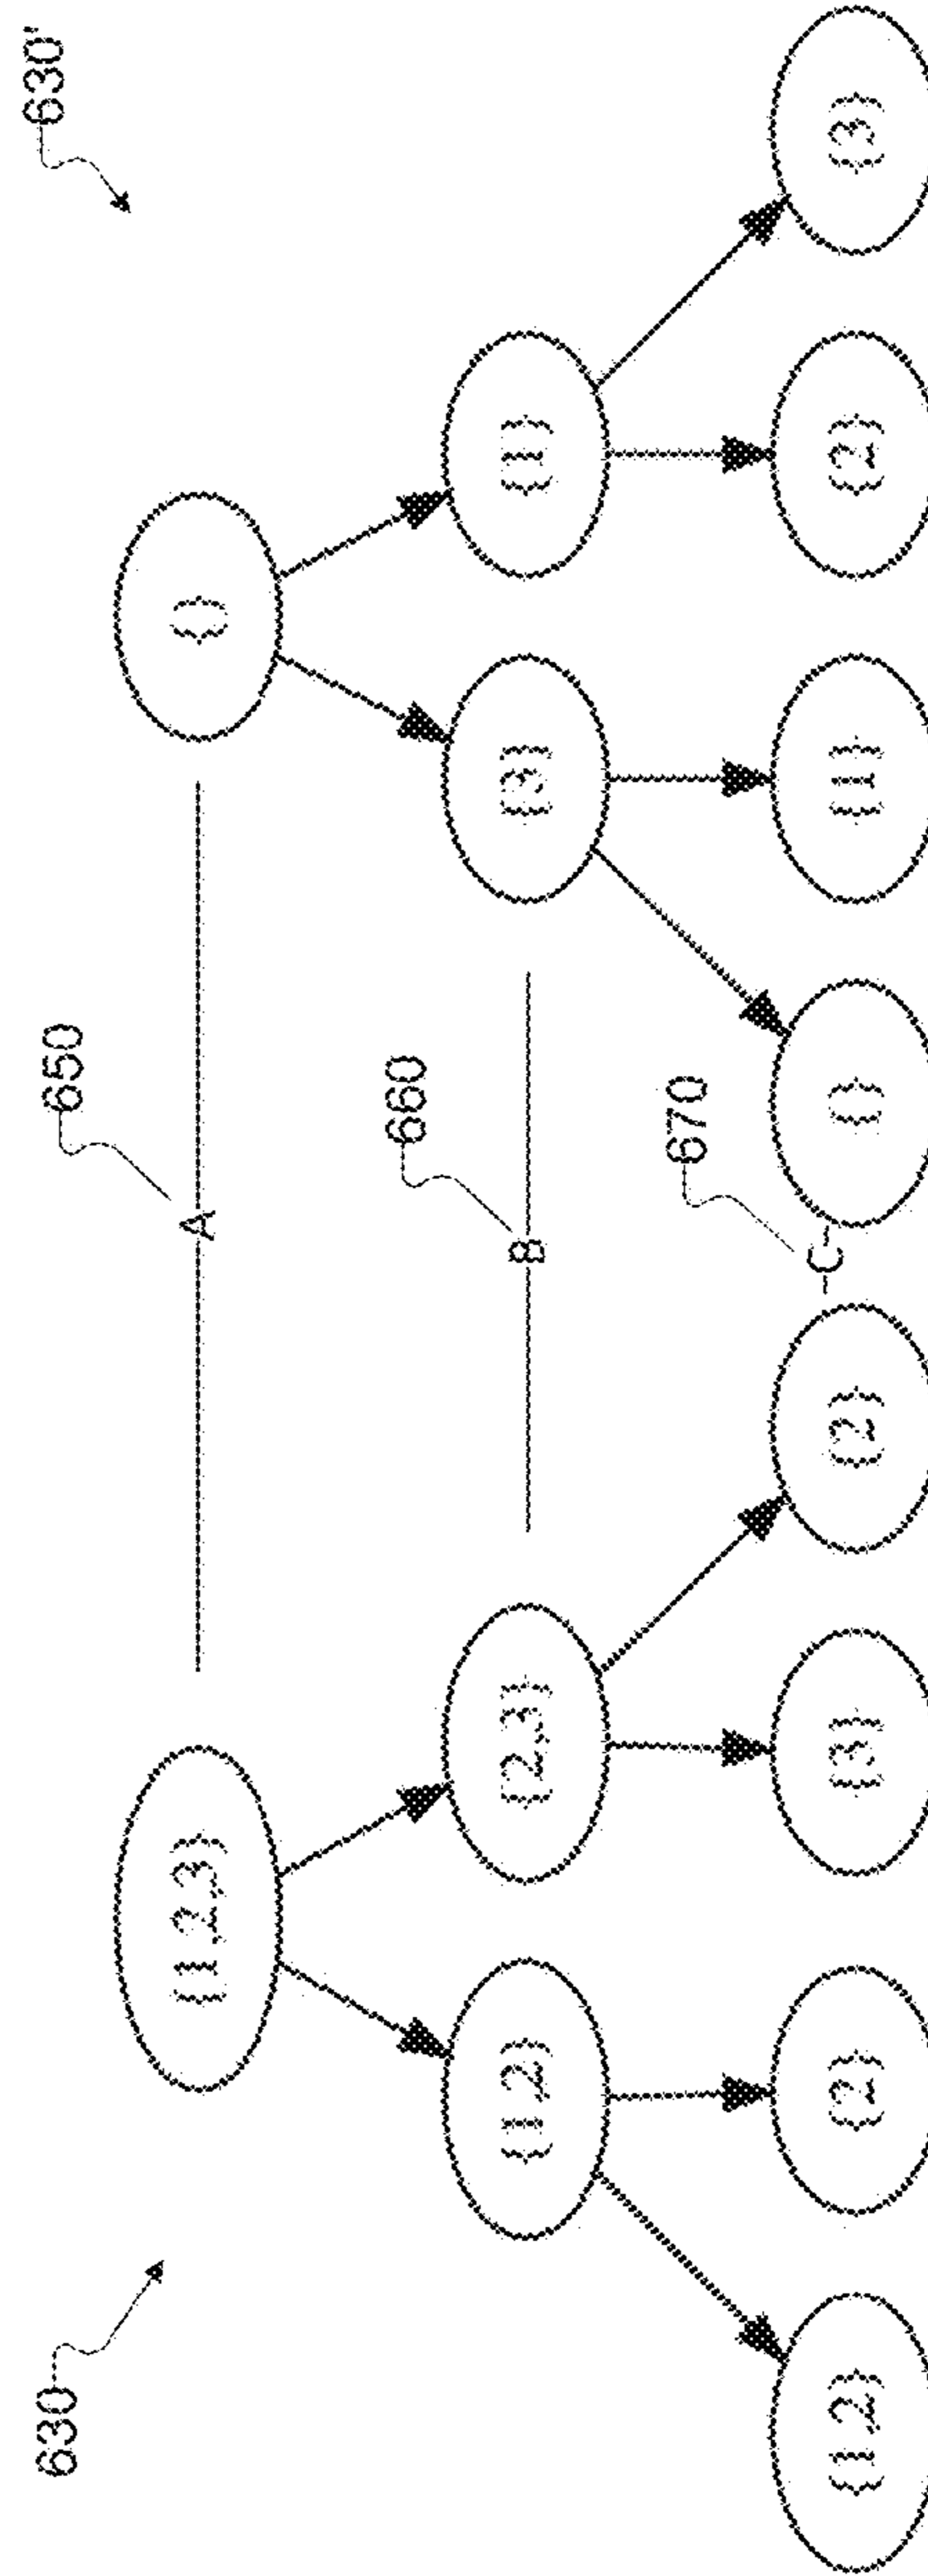 630 650 630'
{1,2,3} A {}
660
{1,2} {2,3} B {3} {1}
670
C
{1,2} {2} {3} {2} {} {1} {2} {3}